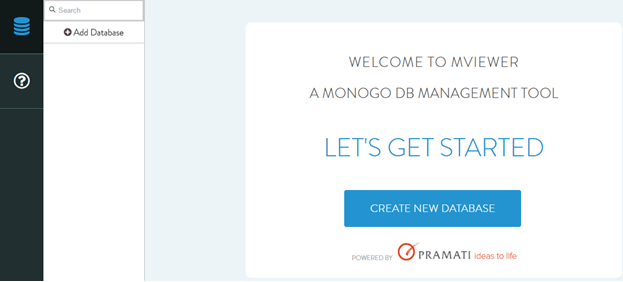 Search
Add Database
WELCOME TO MVIEWER
A MONOGO DB MANAGEMENT TOOL
LET'S GET STARTED
CREATE NEW DATABASE
POWERED BY PRAMATI ideas to life